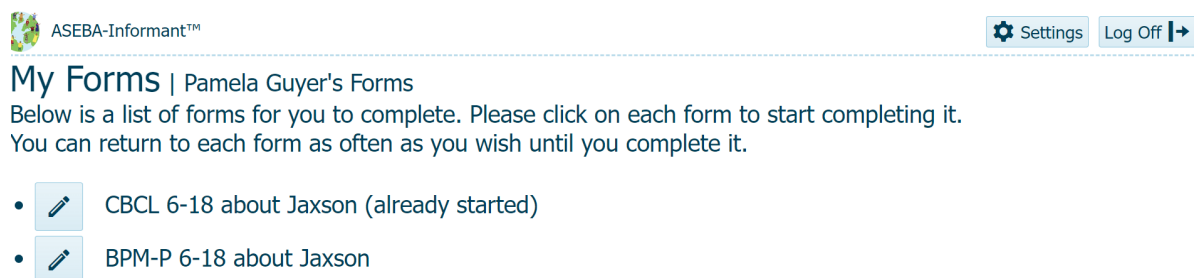 ASEBA-Informant™
Settings
Log Off
My Forms | Pamela Guyer's Forms
Below is a list of forms for you to complete. Please click on each form to start completing it.
You can return to each form as often as you wish until you complete it.
• CBCL 6-18 about Jaxson (already started)
• BPM-P 6-18 about Jaxson